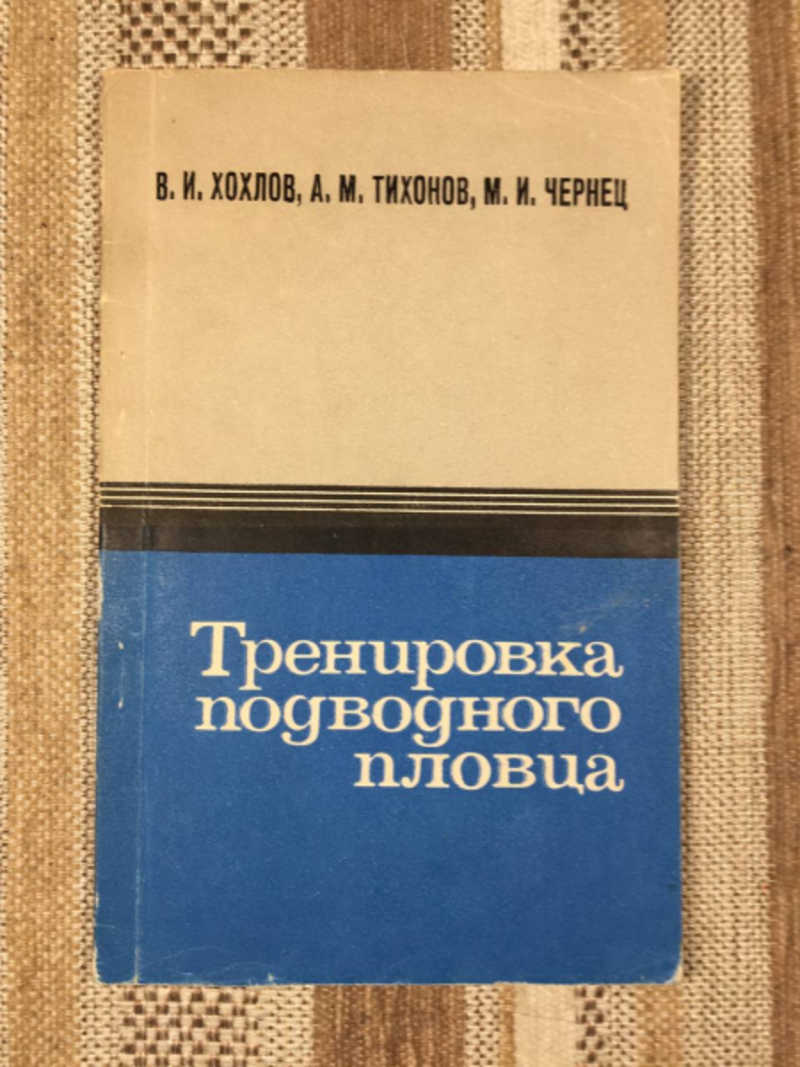 В. И. ХОХЛОВ, А. М. ТИХОНОВ, М. И. ЧЕРНЕЦ
Тренировка
подводного
пловца